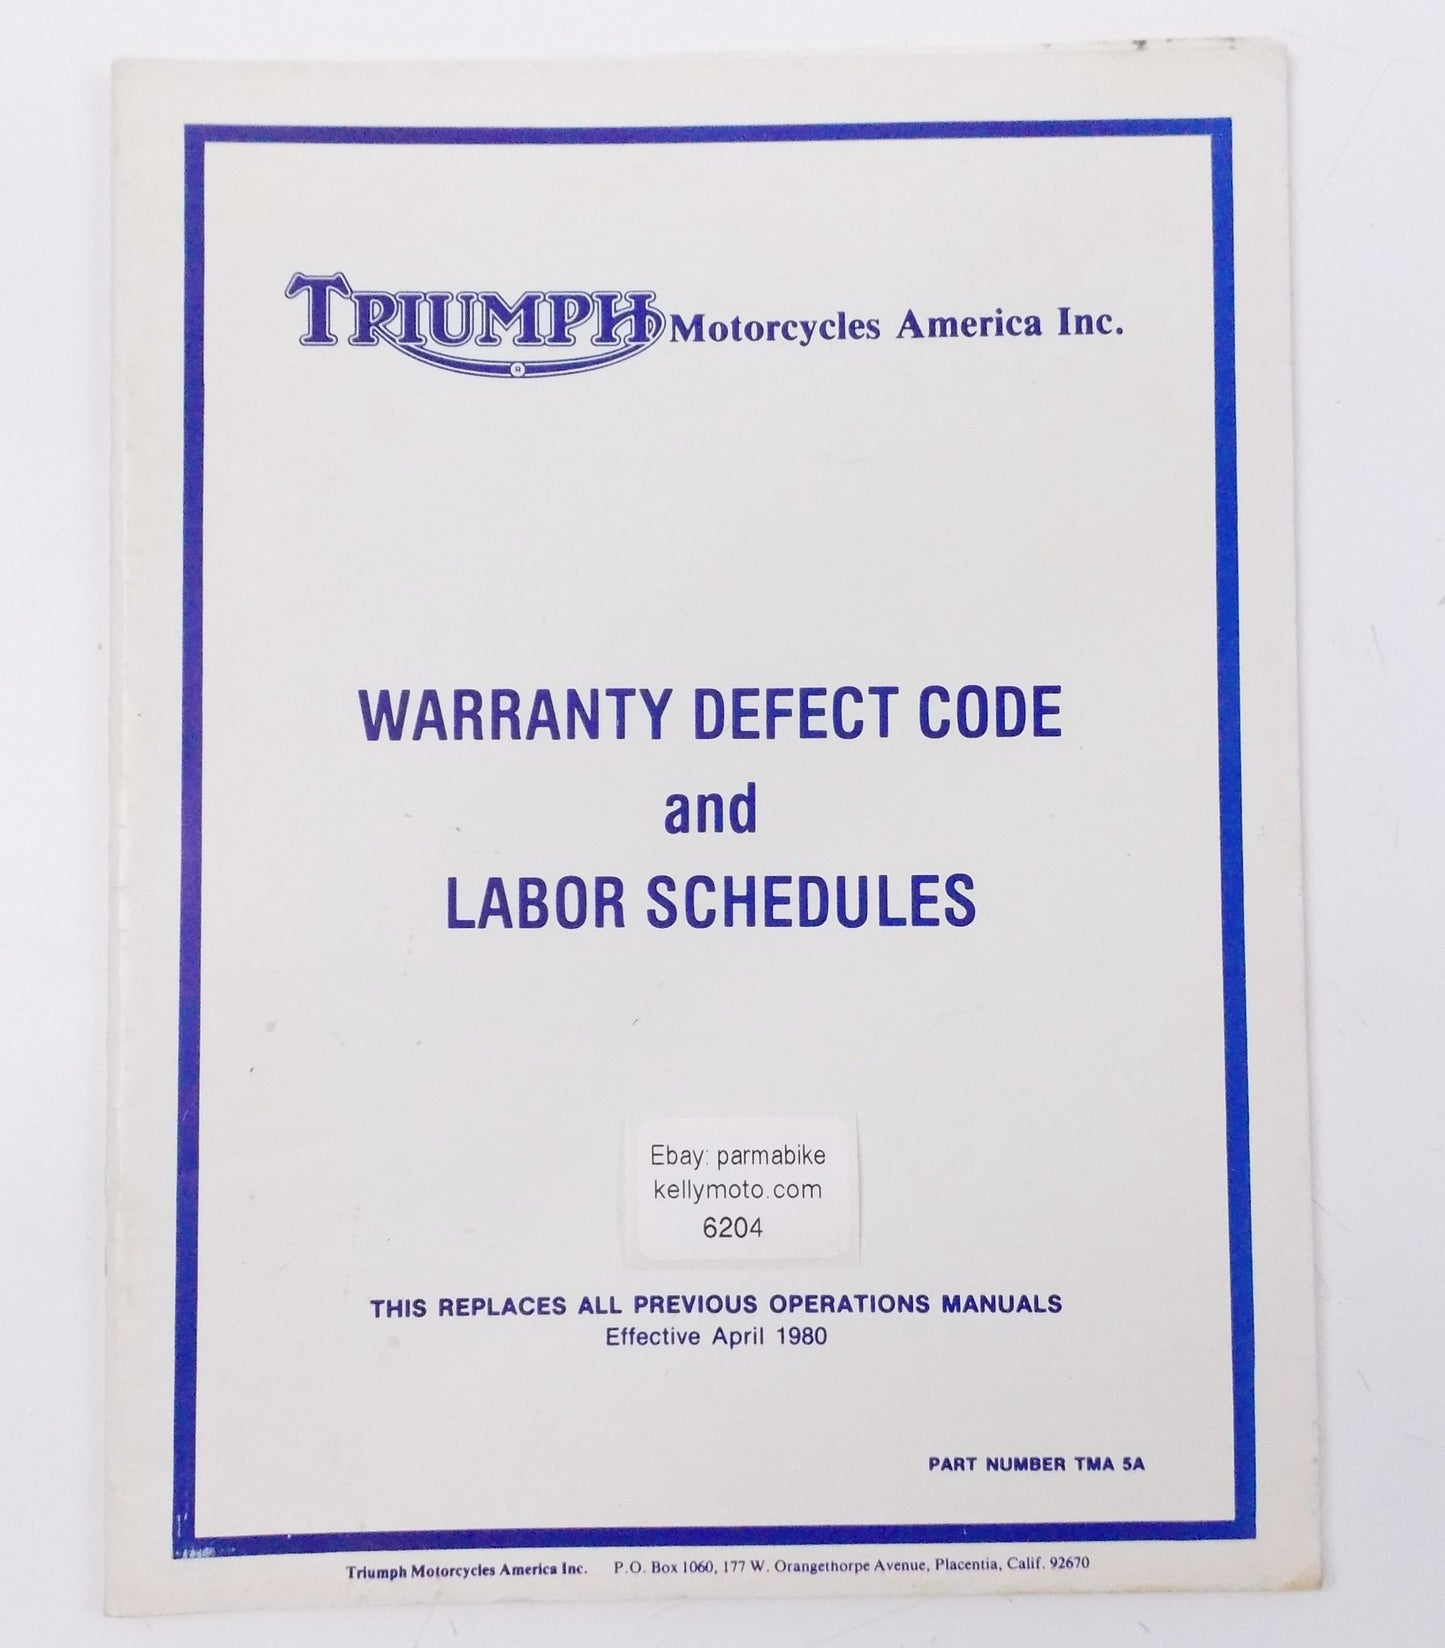 TRIUMPH Motorcycles America Inc.
R
WARRANTY DEFECT CODE
and
LABOR SCHEDULES
Ebay: parmabike
kellymoto.com
6204
THIS REPLACES ALL PREVIOUS OPERATIONS MANUALS
Effective April 1980
PART NUMBER TMA 5A
Triumph Motorcycles America Inc. P.O. Box 1060, 177 W. Orangethorpe Avenue, Placentia, Calif. 92670